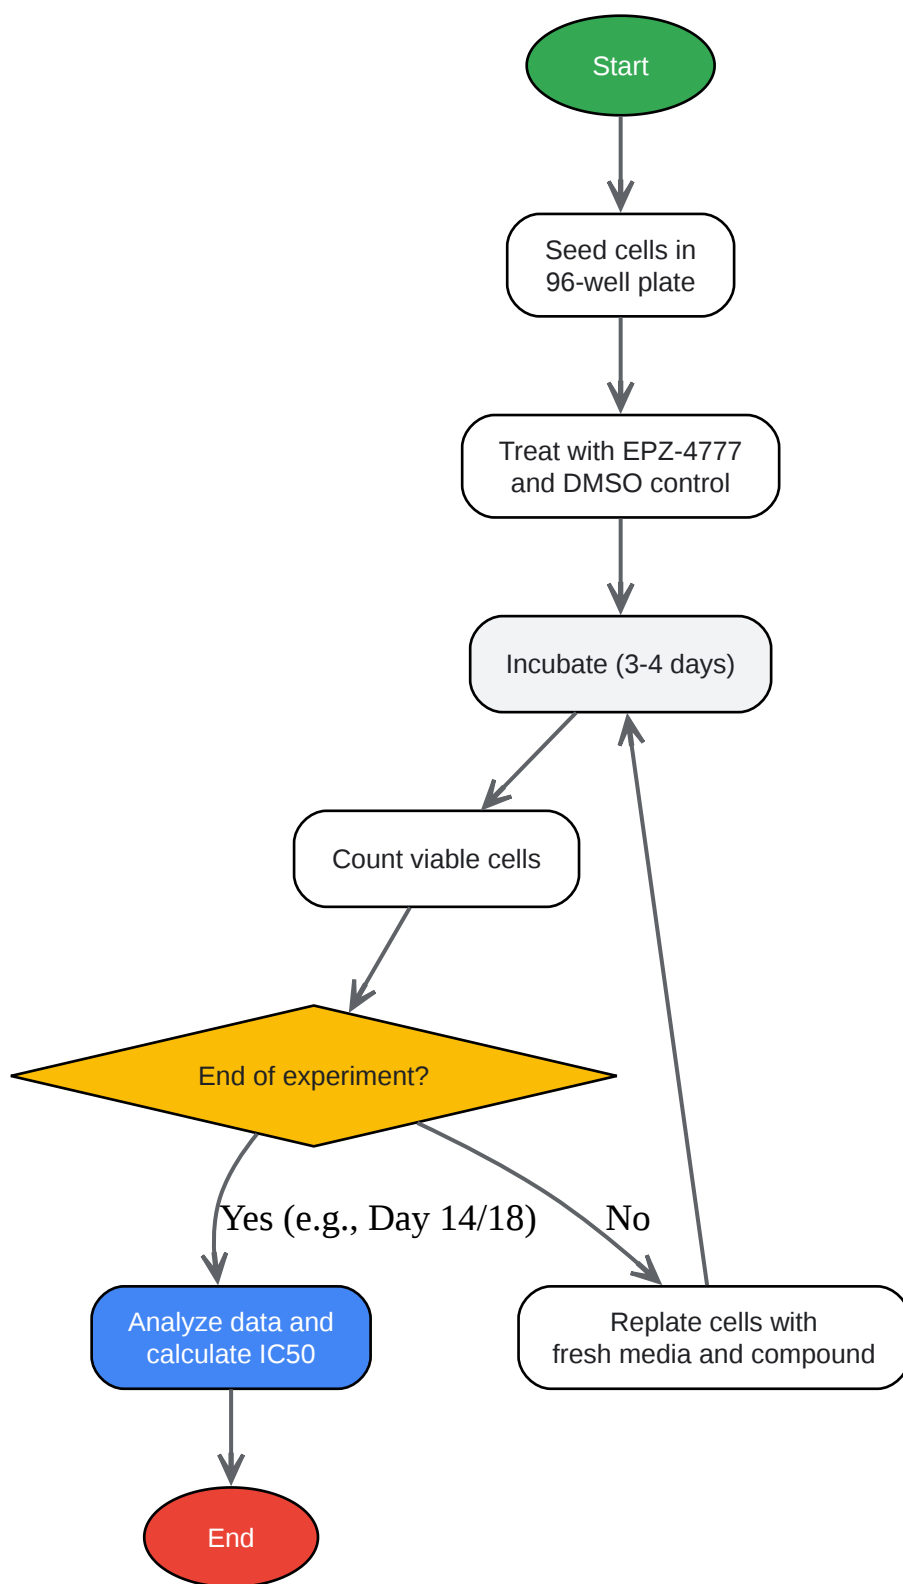 Start
Seed cells in
96-well plate
Treat with EPZ-4777
and DMSO control
Incubate (3-4 days)
Count viable cells
End of experiment?
Yes (e.g., Day 14/18)
No
Analyze data and
calculate IC50
Replate cells with
fresh media and compound
End